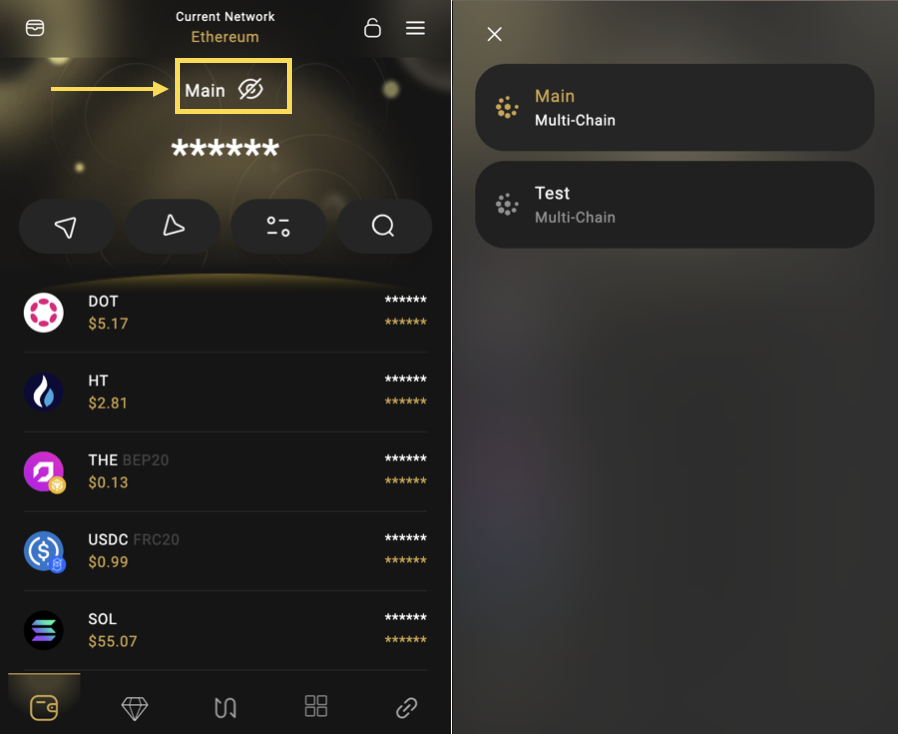 Current Network
Ethereum
Main
******
DOT
$5.17
******
******
HT
$2.81
******
******
THE BEP20
$0.13
******
******
USDC FRC20
$0.99
******
******
SOL
$55.07
******
******
Main
Multi-Chain
Test
Multi-Chain